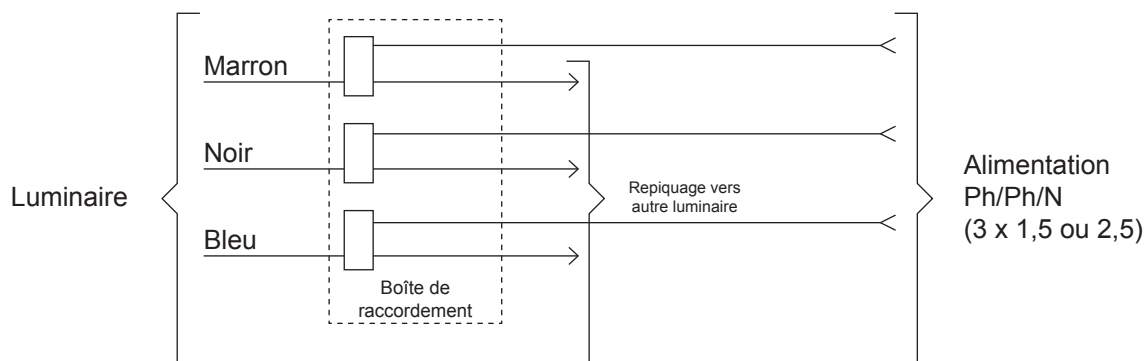 Marron
Noir
Luminaire
Bleu
Boîte de
raccordement
Repiquage vers
autre luminaire
Alimentation
Ph/Ph/N
(3 x 1,5 ou 2,5)